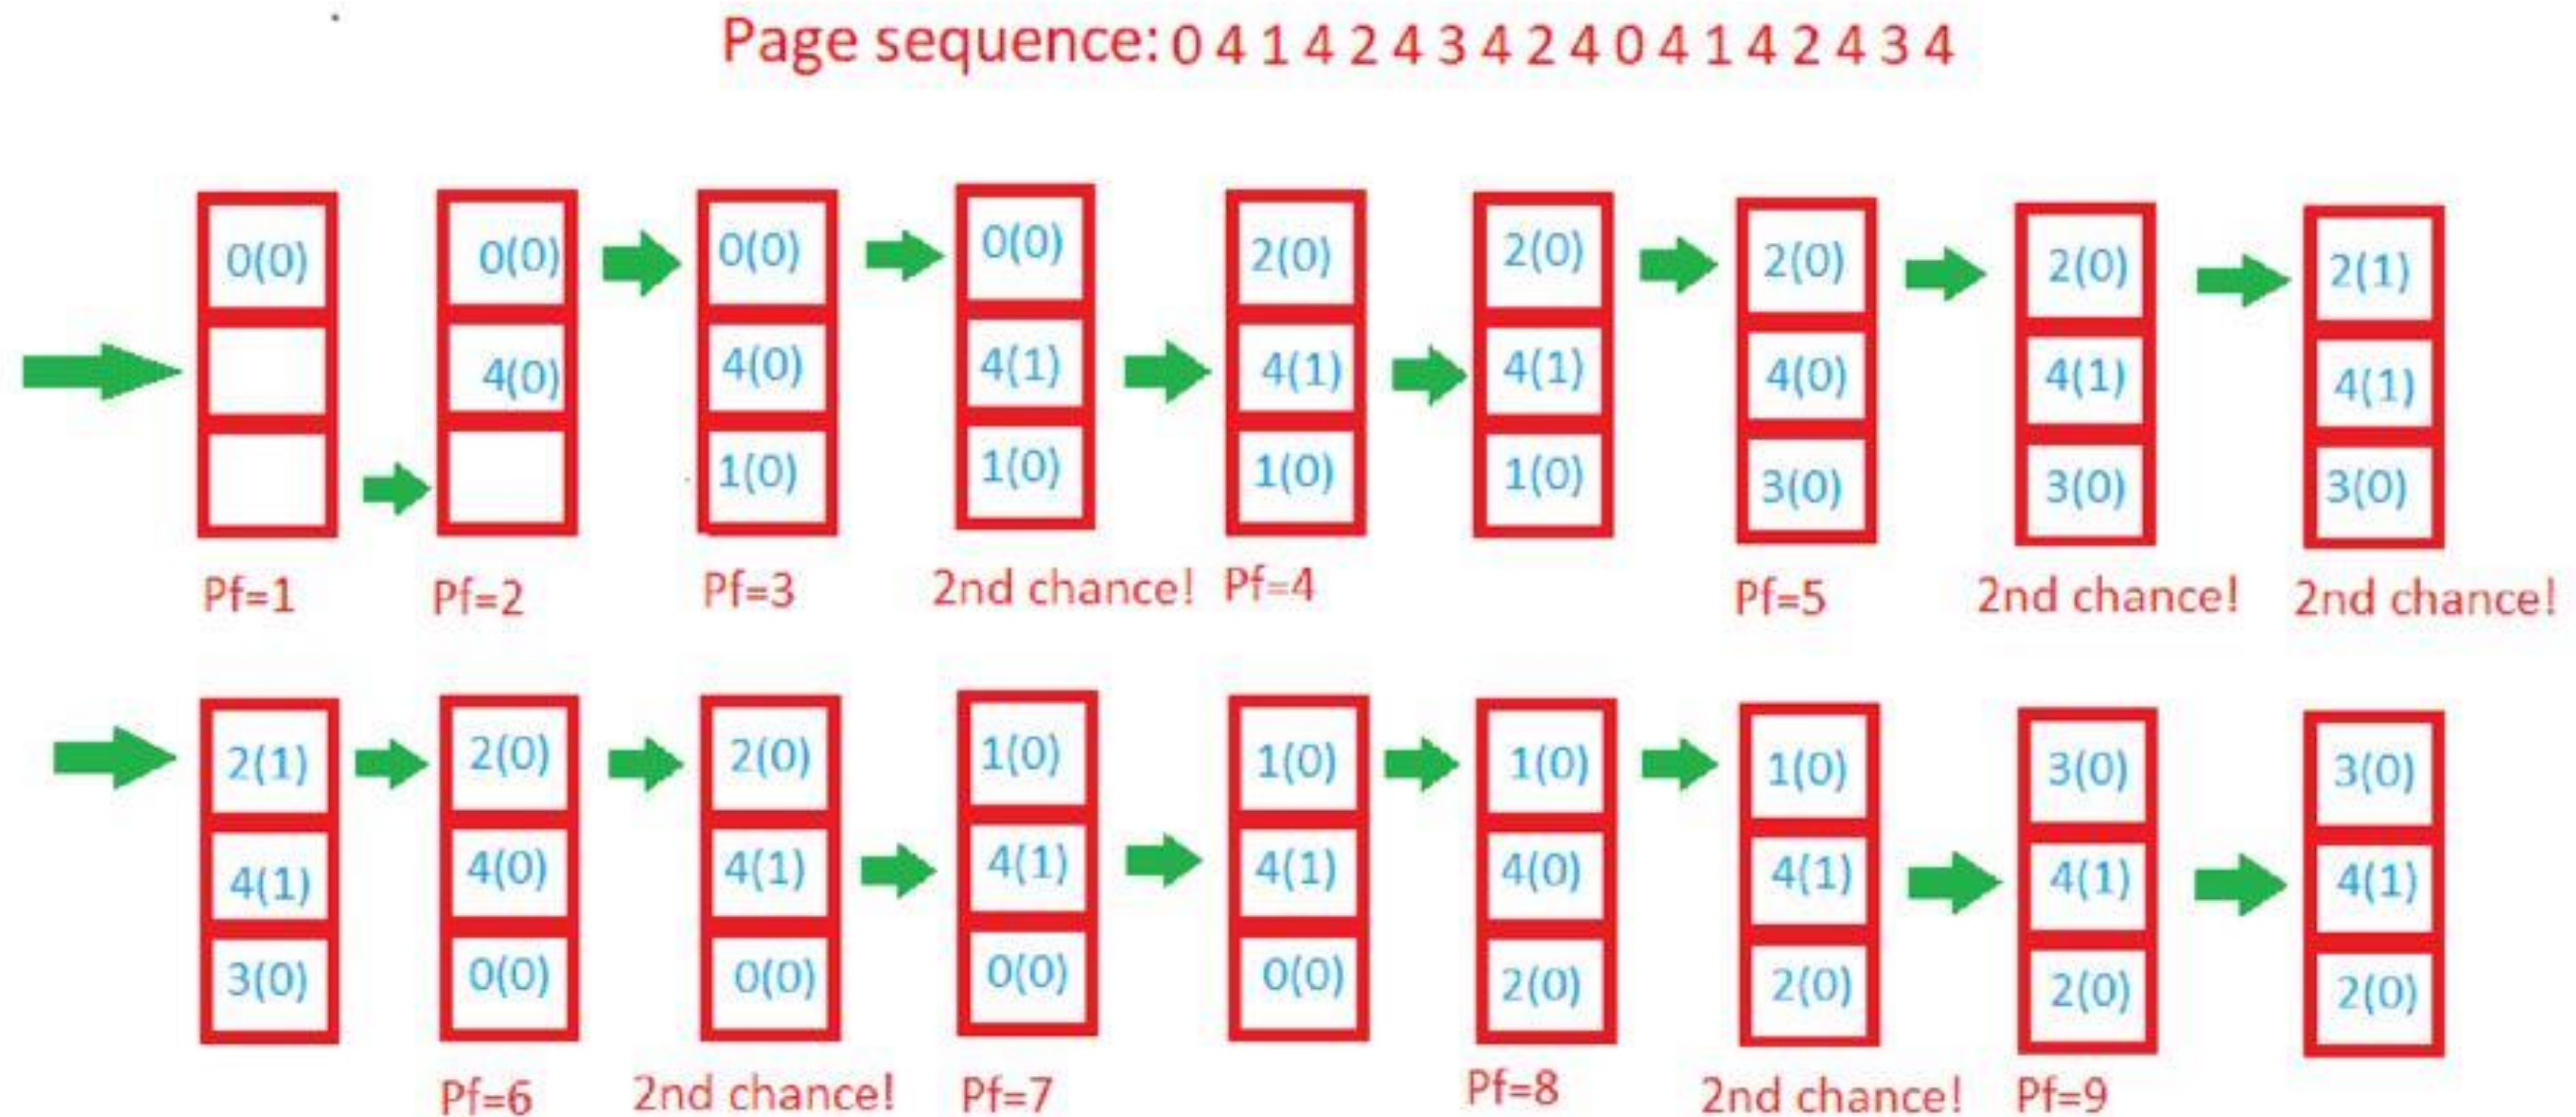 Page sequence: 0 4 1 4 2 4 3 4 2 4 0 4 1 4 2 4 3 4
0(0) 0(0) 0(0) 0(0) 2(0) 2(0) 2(0) 2(0) 2(1)
4(0) 4(0) 4(1) 4(1) 4(1) 4(0) 4(1) 4(1)
1(0) 1(0) 1(0) 1(0) 3(0) 3(0) 3(0)
Pf=1 Pf=2 Pf=3 2nd chance! Pf=4 Pf=5 2nd chance! 2nd chance!
2(1) 2(0) 2(0) 1(0) 1(0) 1(0) 1(0) 3(0) 3(0)
4(1) 4(0) 4(1) 4(1) 4(1) 4(0) 4(1) 4(1) 4(1)
3(0) 0(0) 0(0) 0(0) 0(0) 2(0) 2(0) 2(0) 2(0)
Pf=6 2nd chance! Pf=7 Pf=8 2nd chance! Pf=9